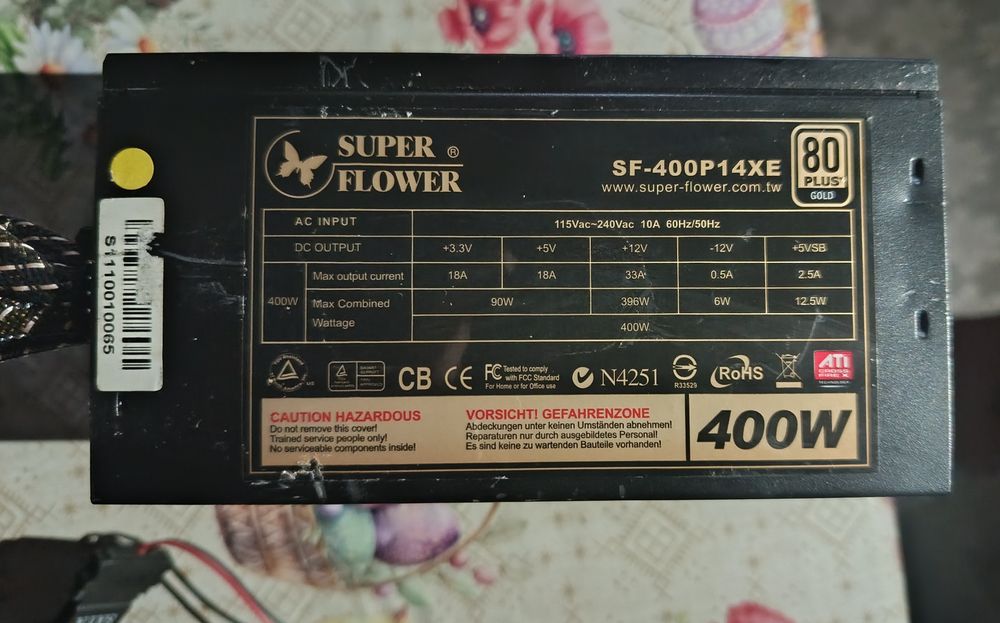 SUPER ®
FLOWER
SF-400P14XE
www.super-flower.com.tw
80
PLUS
GOLD
S1110010065
AC INPUT 115Vac~240Vac 10A 60Hz/50Hz
DC OUTPUT +3.3V +5V +12V -12V +5VSB
400W Max output current 18A 18A 33A 0.5A 2.5A
Max Combined Wattage 90W 396W 6W 12.5W
400W
CB CE FC Tested to comply
with FCC Standard
For Home or for Office use
N4251
R33529
RoHS
ATI
CROSS
FIRE X
TECHNOLOGY
CAUTION HAZARDOUS
Do not remove this cover!
Trained service people only!
No serviceable components inside!
VORSICHT! GEFAHRENZONE
Abdeckungen unter keinen Umständen abnehmen!
Reparaturen nur durch ausgebildetes Personal!
Es sind keine zu wartenden Bauteile vorhanden!
400W